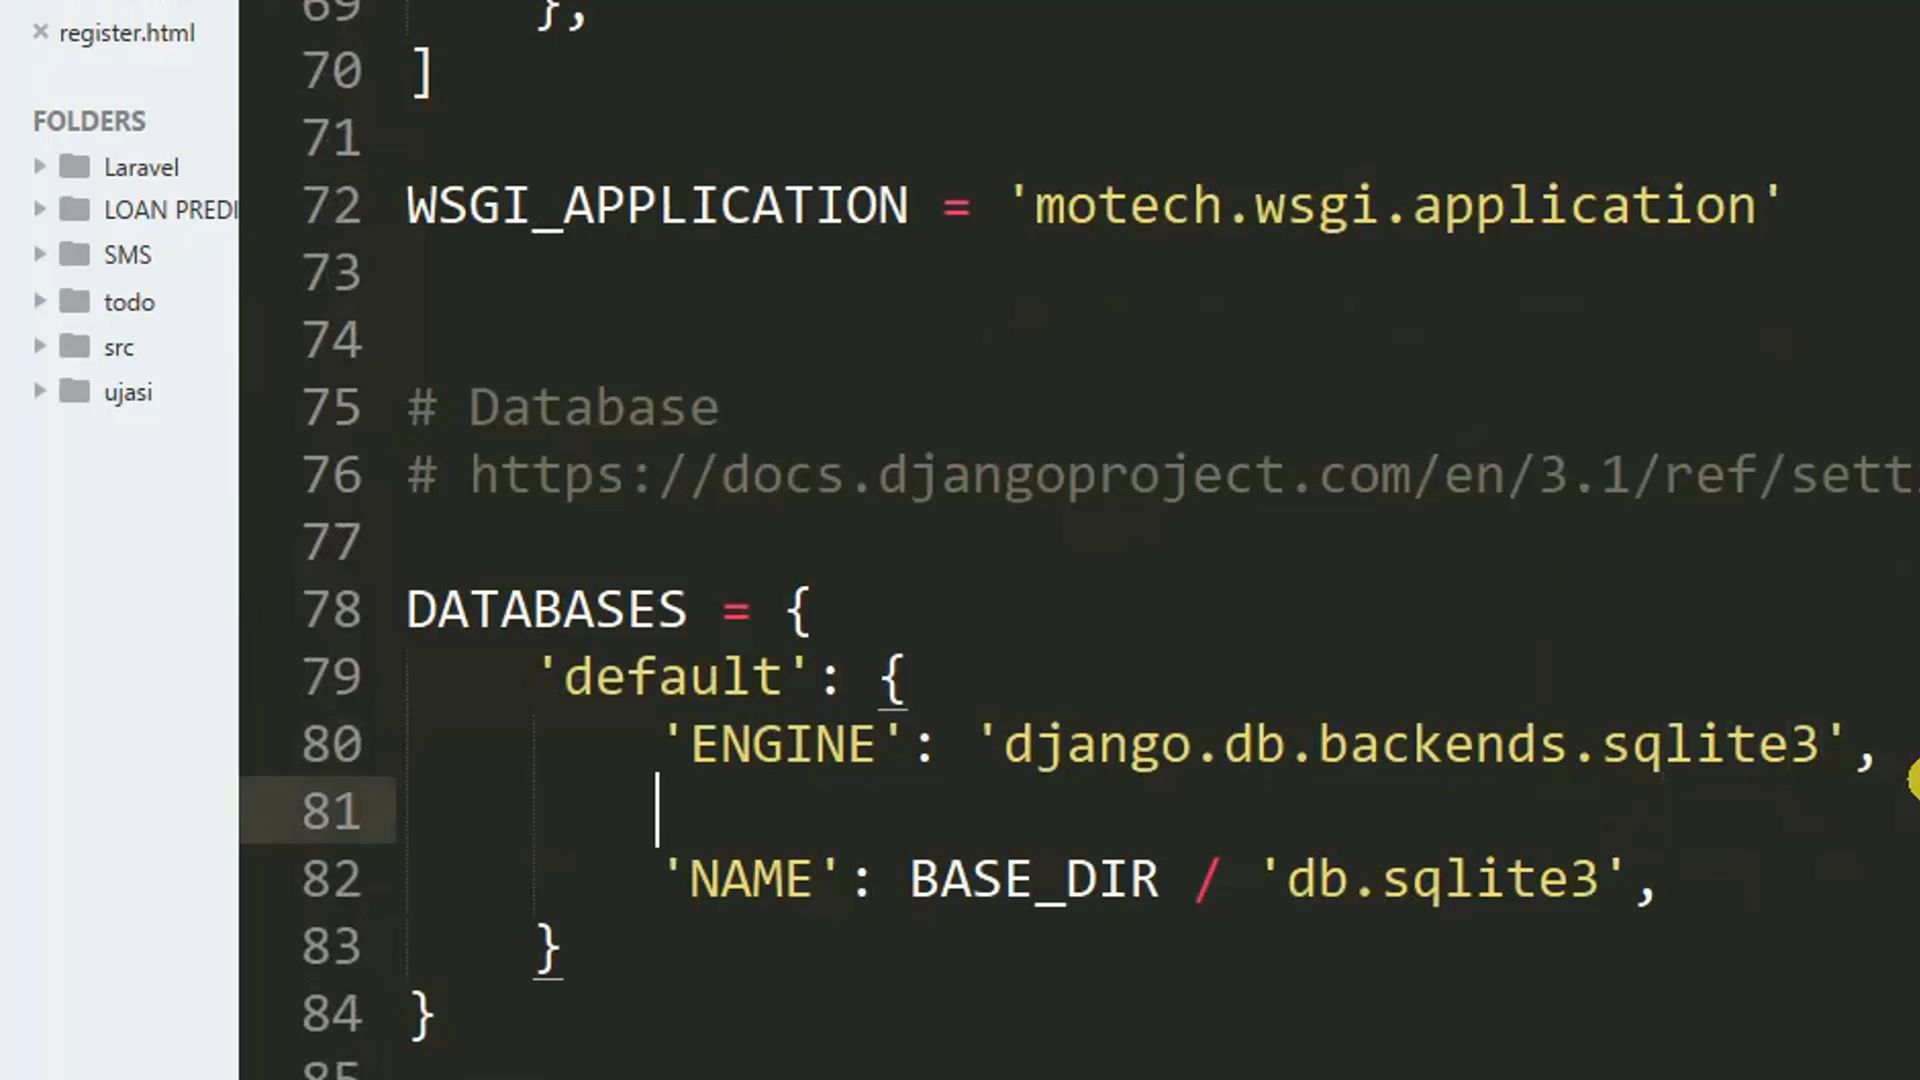 register.html
FOLDERS
Laravel
LOAN PREDI
SMS
todo
src
ujasi
69 },
70 ]
71
72 WSGI_APPLICATION = 'motech.wsgi.application'
73
74
75 # Database
76 # https://docs.djangoproject.com/en/3.1/ref/sett
77
78 DATABASES = {
79 'default': {
80 'ENGINE': 'django.db.backends.sqlite3',
81
82 'NAME': BASE_DIR / 'db.sqlite3',
83 }
84 }
85